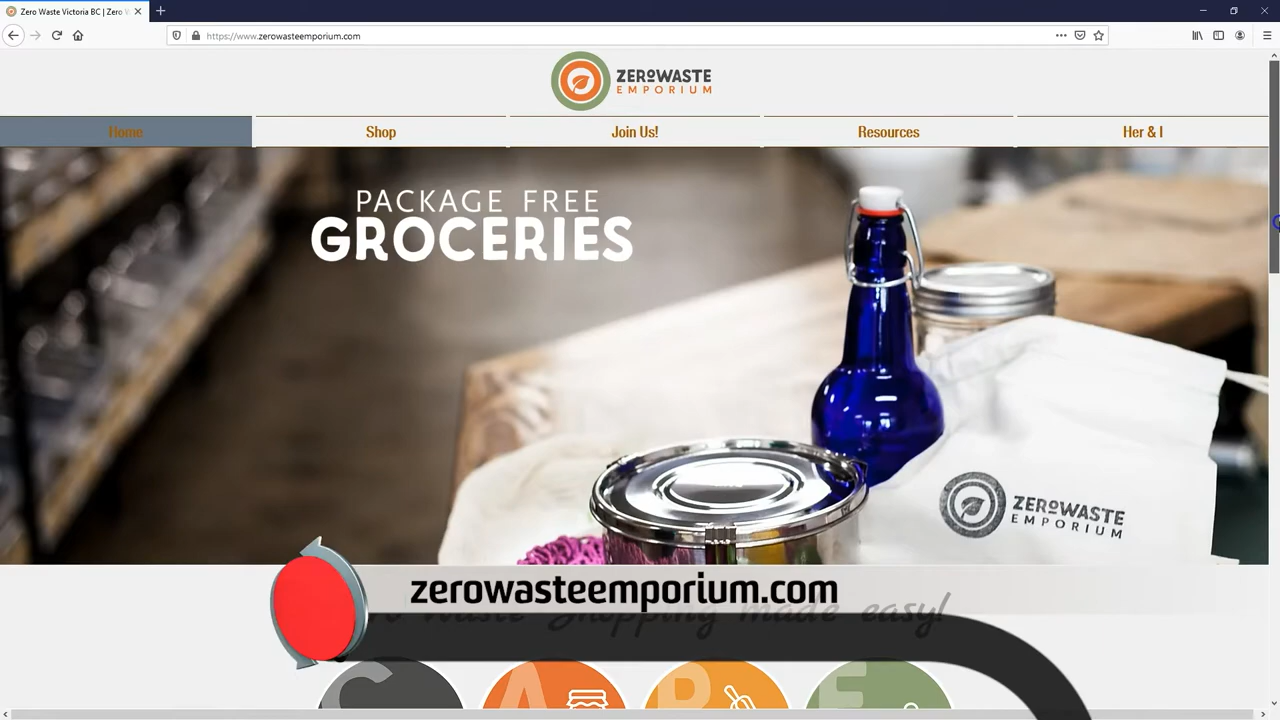 Zero Waste Victoria BC | Zero W
https://www.zerowasteemporium.com
ZEROWASTE
EMPORIUM
Home
Shop
Join Us!
Resources
Her & I
PACKAGE FREE
GROCERIES
ZEROWASTE
EMPORIUM
zerowasteemporium.com
Waste Shopping made easy!
C
A
R
E